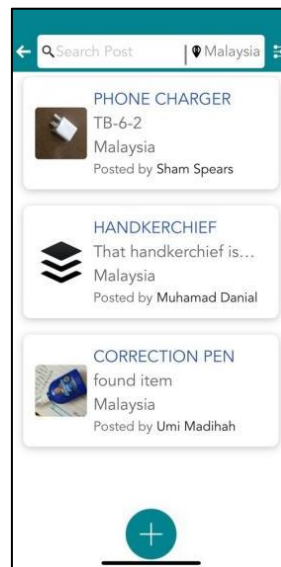 Search Post
Malaysia
PHONE CHARGER
TB-6-2
Malaysia
Posted by Sham Spears
HANDKERCHIEF
That handkerchief is...
Malaysia
Posted by Muhamad Danial
CORRECTION PEN
found item
Malaysia
Posted by Umi Madihah